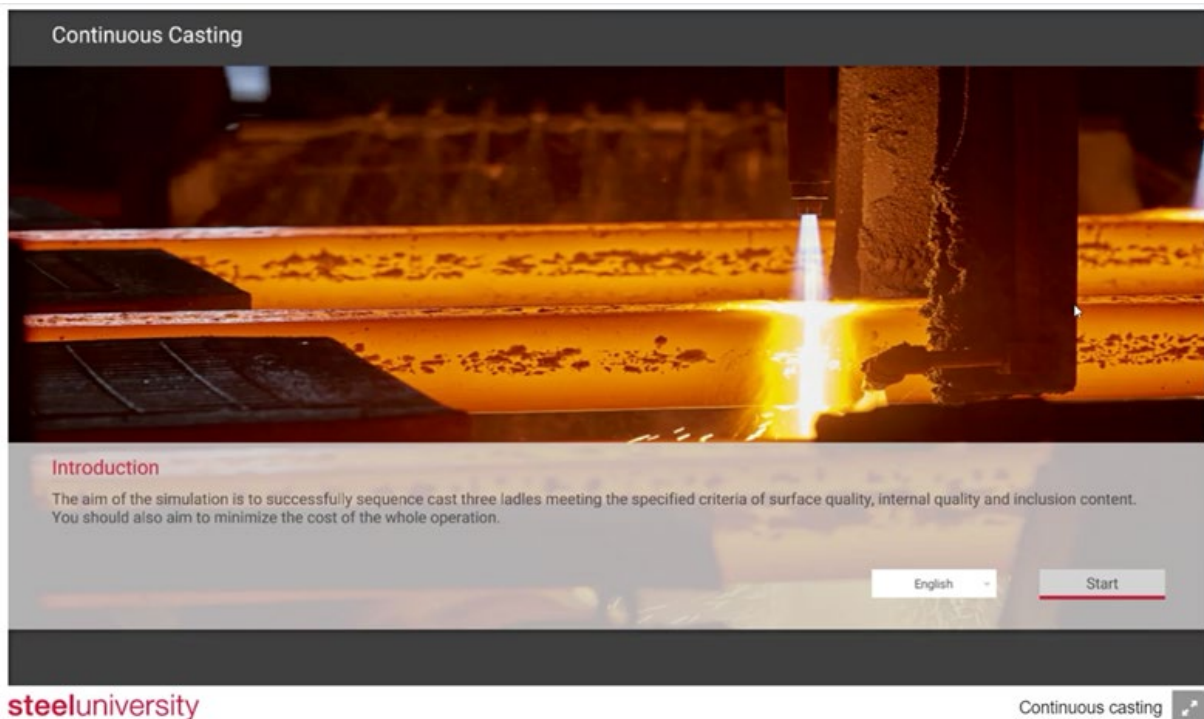 Continuous Casting
Introduction
The aim of the simulation is to successfully sequence cast three ladles meeting the specified criteria of surface quality, internal quality and inclusion content.
You should also aim to minimize the cost of the whole operation.
English
Start
steeluniversity
Continuous casting